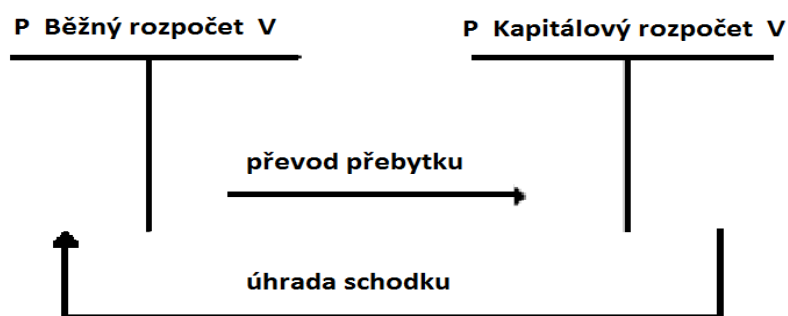 P Běžný rozpočet V
P Kapitálový rozpočet V
převod přebytku
úhrada schodku